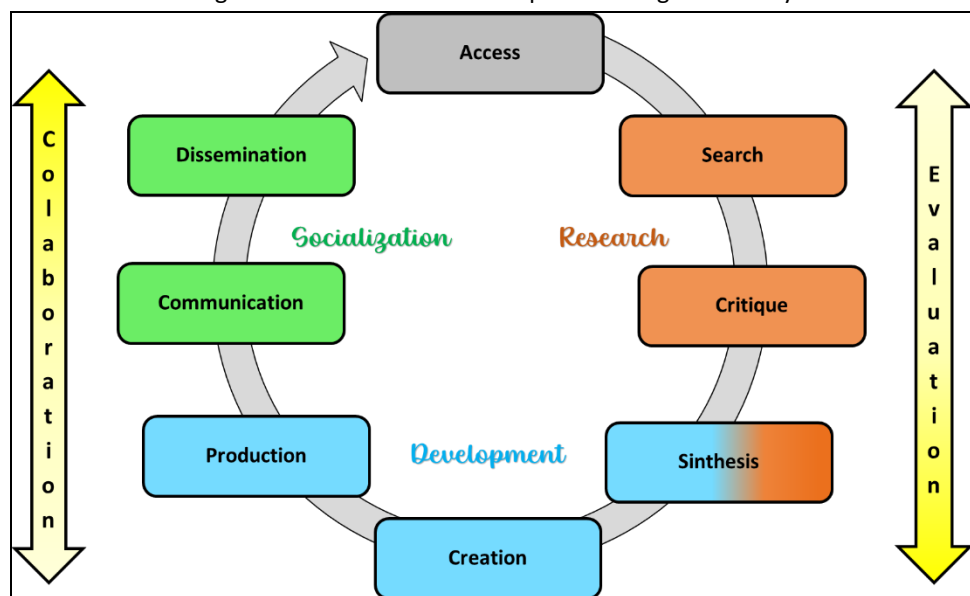 Access
Dissemination
Search
Socialization
Research
Communication
Critique
Production
Development
Sinthesis
Creation
Colaboration
Evaluation